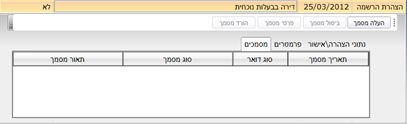 הצהרת הרשמה 25/03/2012 דירה בבעלות נוכחית לא
העלה מסמך ביטול מסמך פרטי מסמך הורד מסמך
נתוני הצהרה\אישור פרמטרים מסמכים
תאריך מסמך סוג דואר סוג מסמך תאור מסמך